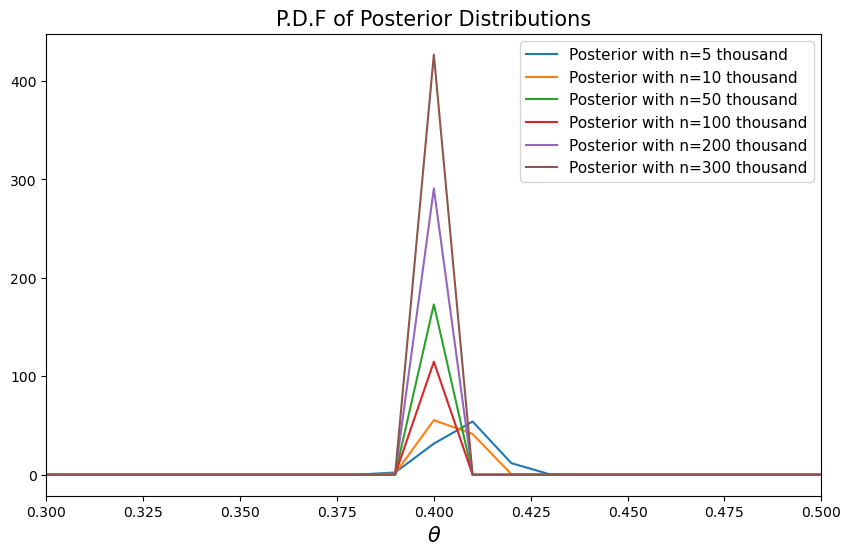 P.D.F of Posterior Distributions
Posterior with n=5 thousand
Posterior with n=10 thousand
Posterior with n=50 thousand
Posterior with n=100 thousand
Posterior with n=200 thousand
Posterior with n=300 thousand
400
300
200
100
0
0.300 0.325 0.350 0.375 0.400 0.425 0.450 0.475 0.500
θ